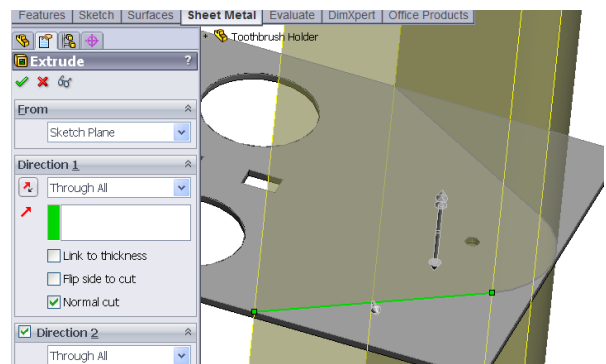 Features Sketch Surfaces Sheet Metal Evaluate DimXpert Office Products
Toothbrush Holder
Extrude ?
From
Sketch Plane
Direction 1
Through All
Link to thickness
Flip side to cut
Normal cut
Direction 2
Through All